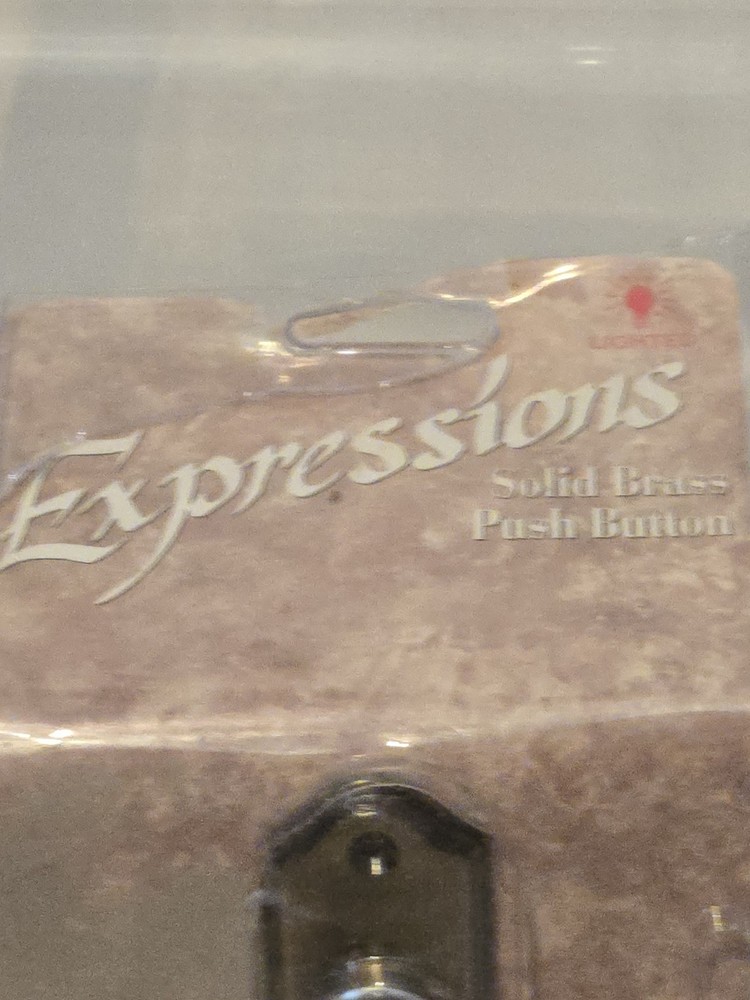 LIGHTED
Expressions
Solid Brass
Push Button